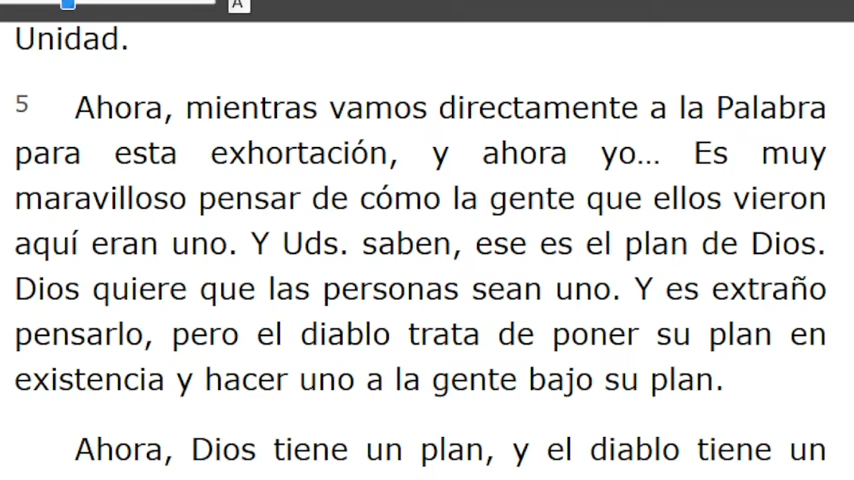 A
Unidad.
5 Ahora, mientras vamos directamente a la Palabra
para esta exhortación, y ahora yo... Es muy
maravilloso pensar de cómo la gente que ellos vieron
aquí eran uno. Y Uds. saben, ese es el plan de Dios.
Dios quiere que las personas sean uno. Y es extraño
pensarlo, pero el diablo trata de poner su plan en
existencia y hacer uno a la gente bajo su plan.
Ahora, Dios tiene un plan, y el diablo tiene un